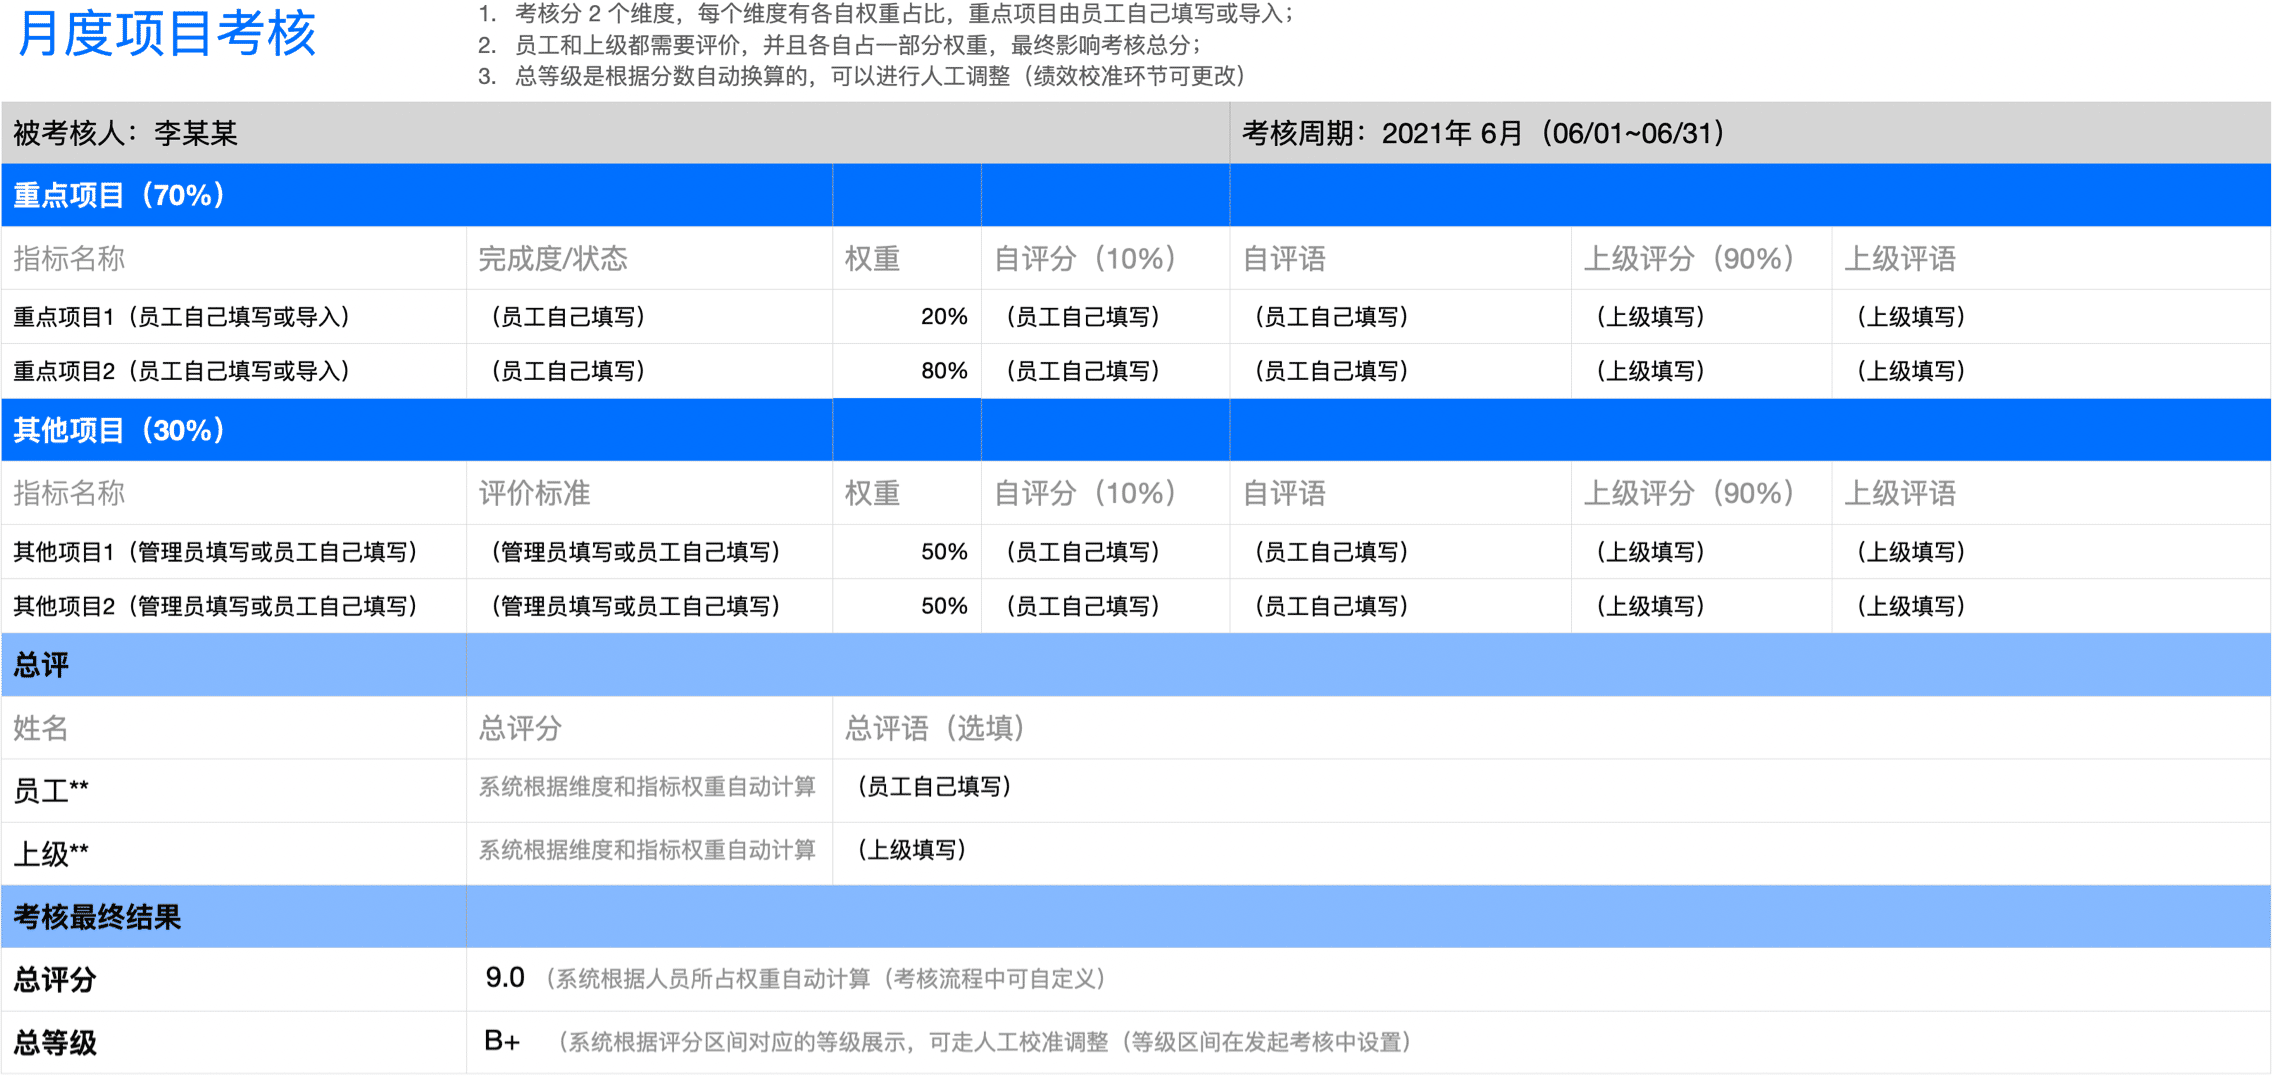 月度项目考核
1. 考核分 2 个维度，每个维度有各自权重占比，重点项目由员工自己填写或导入；
2. 员工和上级都需要评价，并且各自占一部分权重，最终影响考核总分；
3. 总等级是根据分数自动换算的，可以进行人工调整（绩效校准环节可更改）
被考核人：李某某 考核周期：2021年 6月（06/01~06/31）
重点项目（70%）
指标名称 完成度/状态 权重 自评分（10%） 自评语 上级评分（90%） 上级评语
重点项目1（员工自己填写或导入） （员工自己填写） 20% （员工自己填写） （员工自己填写） （上级填写） （上级填写）
重点项目2（员工自己填写或导入） （员工自己填写） 80% （员工自己填写） （员工自己填写） （上级填写） （上级填写）
其他项目（30%）
指标名称 评价标准 权重 自评分（10%） 自评语 上级评分（90%） 上级评语
其他项目1（管理员填写或员工自己填写） （管理员填写或员工自己填写） 50% （员工自己填写） （员工自己填写） （上级填写） （上级填写）
其他项目2（管理员填写或员工自己填写） （管理员填写或员工自己填写） 50% （员工自己填写） （员工自己填写） （上级填写） （上级填写）
总评
姓名 总评分 总评语（选填）
员工** 系统根据维度和指标权重自动计算 （员工自己填写）
上级** 系统根据维度和指标权重自动计算 （上级填写）
考核最终结果
总评分 9.0 （系统根据人员所占权重自动计算（考核流程中可自定义）
总等级 B+ （系统根据评分区间对应的等级展示，可走人工校准调整（等级区间在发起考核中设置）